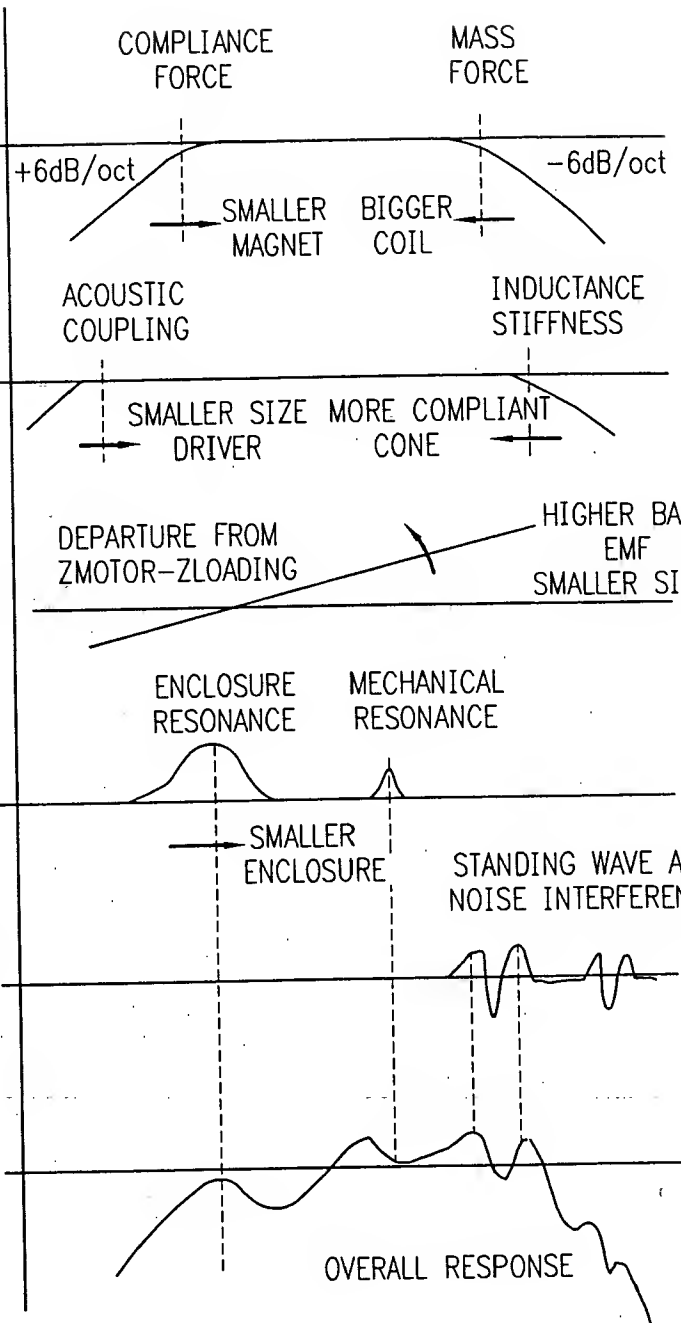 COMPLIANCE
FORCE
MASS
FORCE
+6dB/oct
-6dB/oct
SMALLER
MAGNET
BIGGER
COIL
ACOUSTIC
COUPLING
INDUCTANCE
STIFFNESS
SMALLER SIZE
DRIVER
MORE COMPLIANT
CONE
DEPARTURE FROM
ZMOTOR-ZLOADING
HIGHER BA
EMF
SMALLER SI
ENCLOSURE
RESONANCE
MECHANICAL
RESONANCE
SMALLER
ENCLOSURE
STANDING WAVE A
NOISE INTERFEREN
OVERALL RESPONSE